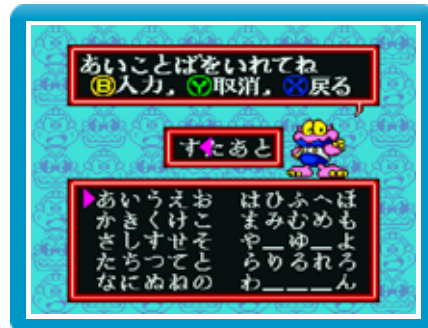 あいことばをいれてね
Ⓑ入力，Ⓨ取消，Ⓧ戻る
すたあと
あいうえお はひふへほ
かきくけこ まみむめも
さしすせそ や_ゆ_よ
たちつてと らりるれろ
なにぬねの わ___ん